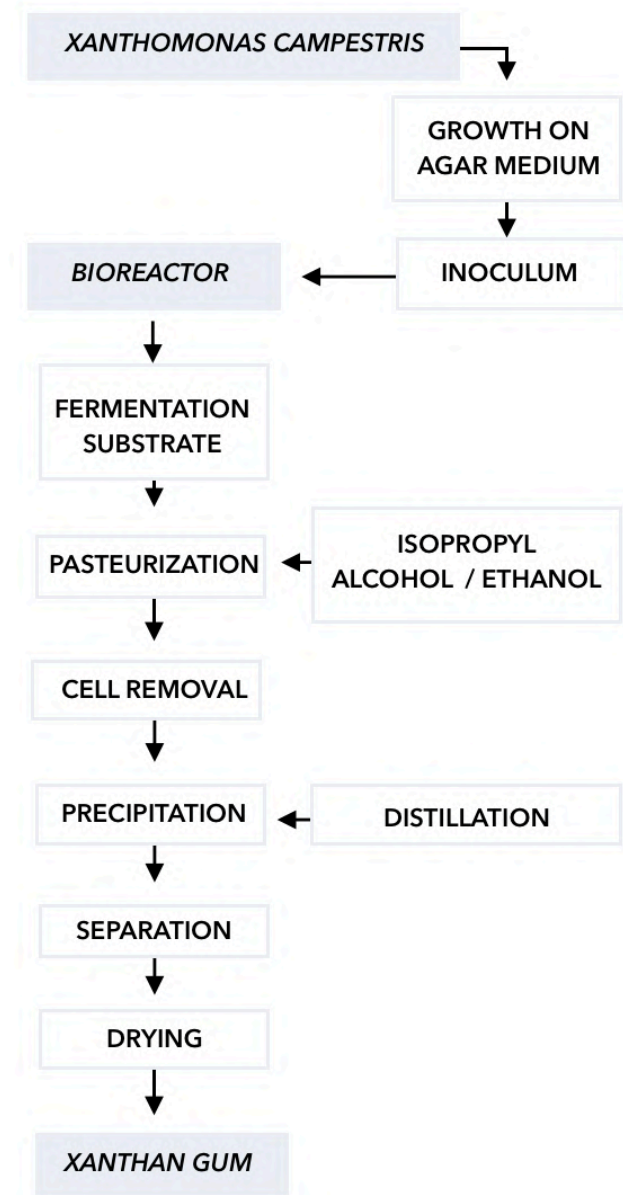 XANTHOMONAS CAMPESTRIS
GROWTH ON
AGAR MEDIUM
INOCULUM
BIOREACTOR
FERMENTATION
SUBSTRATE
PASTEURIZATION
ISOPROPYL
ALCOHOL / ETHANOL
CELL REMOVAL
PRECIPITATION
DISTILLATION
SEPARATION
DRYING
XANTHAN GUM